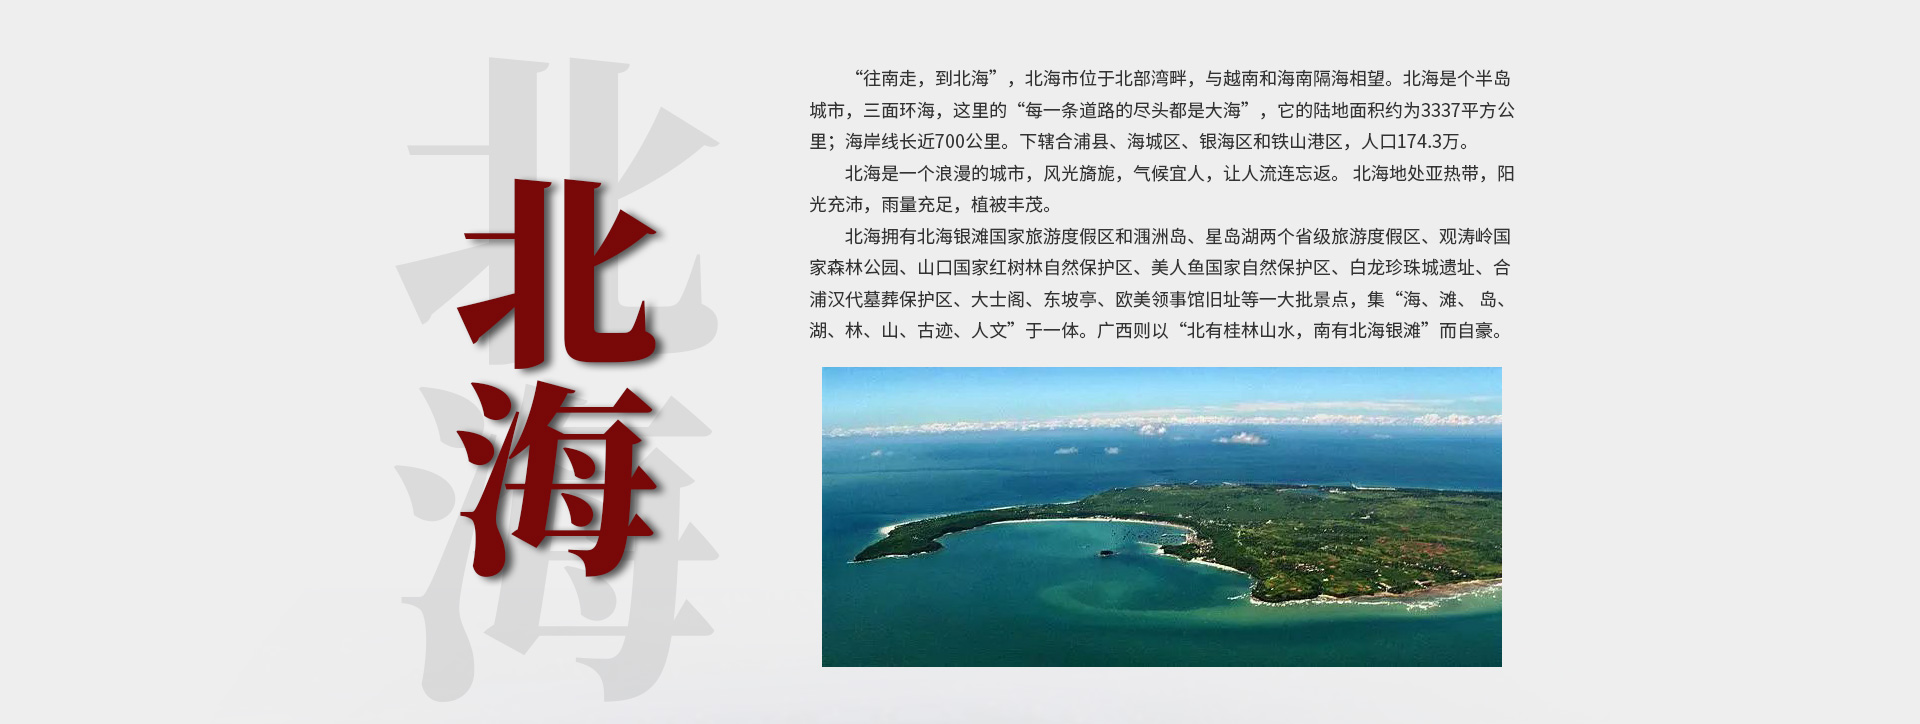 北海
“往南走，到北海”，北海市位于北部湾畔，与越南和海南隔海相望。北海是个半岛
城市，三面环海，这里的“每一条道路的尽头都是大海”，它的陆地面积约为3337平方公
里；海岸线长近700公里。下辖合浦县、海城区、银海区和铁山港区，人口174.3万。
北海是一个浪漫的城市，风光旖旎，气候宜人，让人流连忘返。 北海地处亚热带，阳
光充沛，雨量充足，植被丰茂。
北海拥有北海银滩国家旅游度假区和涠洲岛、星岛湖两个省级旅游度假区、观涛岭国
家森林公园、山口国家红树林自然保护区、美人鱼国家自然保护区、白龙珍珠城遗址、合
浦汉代墓葬保护区、大士阁、东坡亭、欧美领事馆旧址等一大批景点，集“海、滩、 岛、
湖、林、山、古迹、人文”于一体。广西则以“北有桂林山水，南有北海银滩”而自豪。